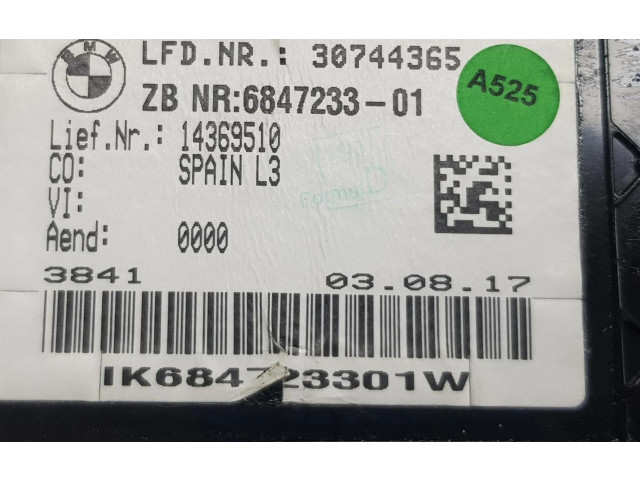 BMW
LFD.NR.: 30744365
ZB NR:6847233-01
A525
Lief.Nr.: 14369510
CO: SPAIN L3
VI:
Aend: 0000
3841 03.08.17
IK684723301W